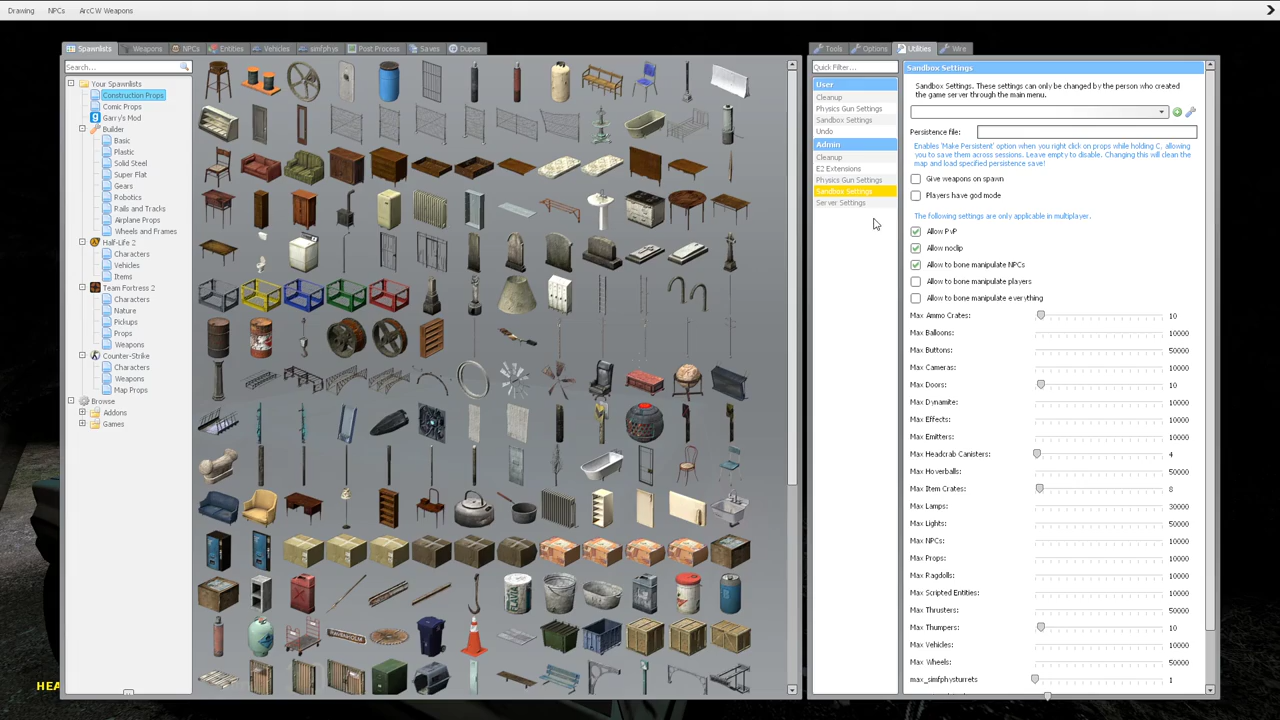 Drawing NPCs ArcCW Weapons
Spawnlists Weapons NPCs Entities Vehicles simfphys Post Process Saves Dupes
Search...
Your Spawnlists
Construction Props
Comic Props
Garry's Mod
Builder
Basic
Plastic
Solid Steel
Super Flat
Gears
Robotics
Rails and Tracks
Airplane Props
Wheels and Frames
Half-Life 2
Characters
Vehicles
Items
Team Fortress 2
Characters
Nature
Pickups
Props
Weapons
Counter-Strike
Characters
Weapons
Map Props
Browse
Addons
Games
RAVENHOLM
HEA
Tools Options Utilities Wire
Quick Filter...
User
Cleanup
Physics Gun Settings
Sandbox Settings
Undo
Admin
Cleanup
E2 Extensions
Physics Gun Settings
Sandbox Settings
Server Settings
Sandbox Settings
Sandbox Settings. These settings can only be changed by the person who created
the game server through the main menu.
Persistence file:
Enables 'Make Persistent' option when you right click on props while holding C, allowing
you to save them across sessions. Leave empty to disable. Changing this will clean the
map and load specified persistence save!
Give weapons on spawn
Players have god mode
The following settings are only applicable in multiplayer.
Allow PvP
Allow noclip
Allow to bone manipulate NPCs
Allow to bone manipulate players
Allow to bone manipulate everything
Max Ammo Crates: 10
Max Balloons: 10000
Max Buttons: 50000
Max Cameras: 10000
Max Doors: 10
Max Dynamite: 10000
Max Effects: 10000
Max Emitters: 10000
Max Headcrab Canisters: 4
Max Hoverballs: 50000
Max Item Crates: 8
Max Lamps: 30000
Max Lights: 50000
Max NPCs: 10000
Max Props: 10000
Max Ragdolls: 10000
Max Scripted Entities: 10000
Max Thrusters: 50000
Max Thumpers: 10
Max Vehicles: 10000
Max Wheels: 50000
max_simfphysturrets 1